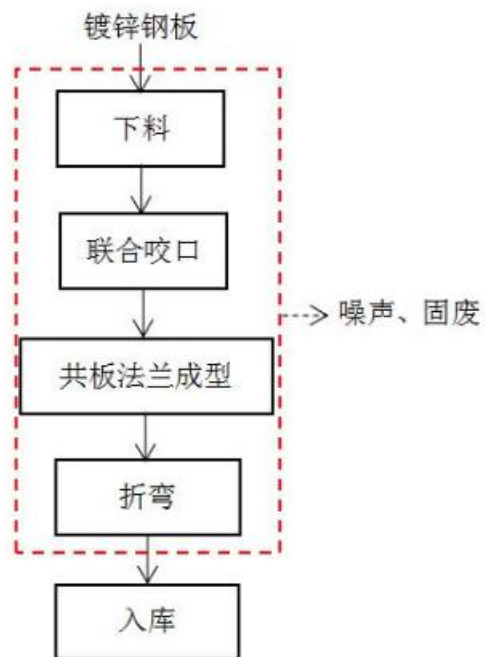 镀锌钢板
下料
联合咬口
噪声、固废
共板法兰成型
折弯
入库